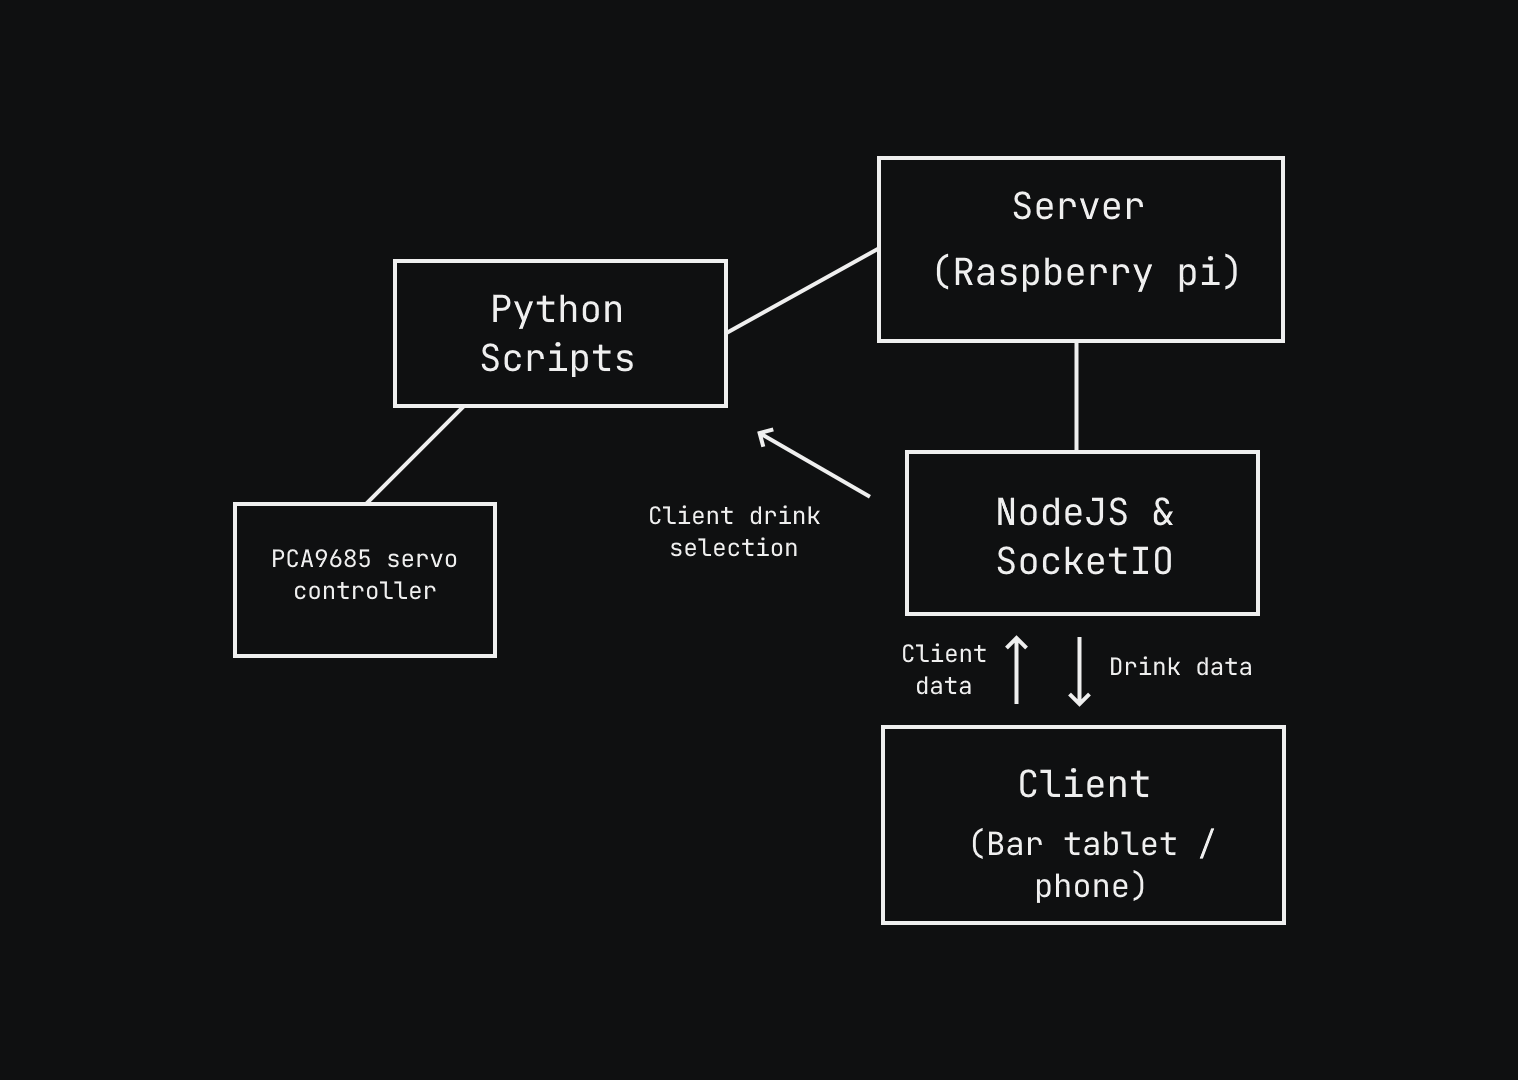 Server
(Raspberry pi)
Python
Scripts
NodeJS &
SocketIO
Client drink
selection
PCA9685 servo
controller
Client
data
Drink data
Client
(Bar tablet /
phone)